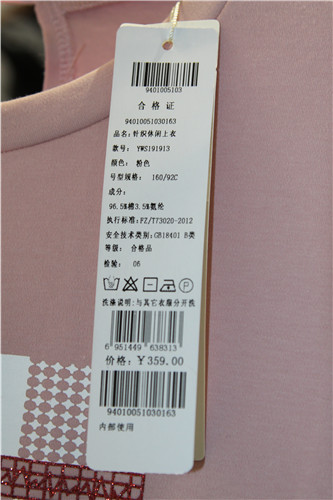 9401005103
合格证
94010051030163
品名:针织休闲上衣
款号: YWS191913
颜色: 粉色
号型规格: 160/92C
成分:
96.5%棉3.5%氨纶
执行标准:FZ/T73020-2012
安全技术类别:GB18401 B类
等级: 合格品
检验: 06
洗涤说明:与其它衣服分开洗
6 951449 638313
价格:￥359.00
94010051030163
内部使用